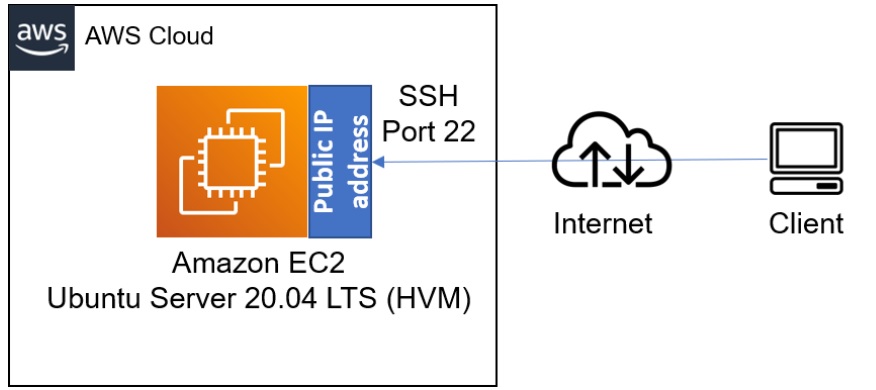 aws
AWS Cloud
SSH
Port 22
Public IP
address
Internet
Client
Amazon EC2
Ubuntu Server 20.04 LTS (HVM)